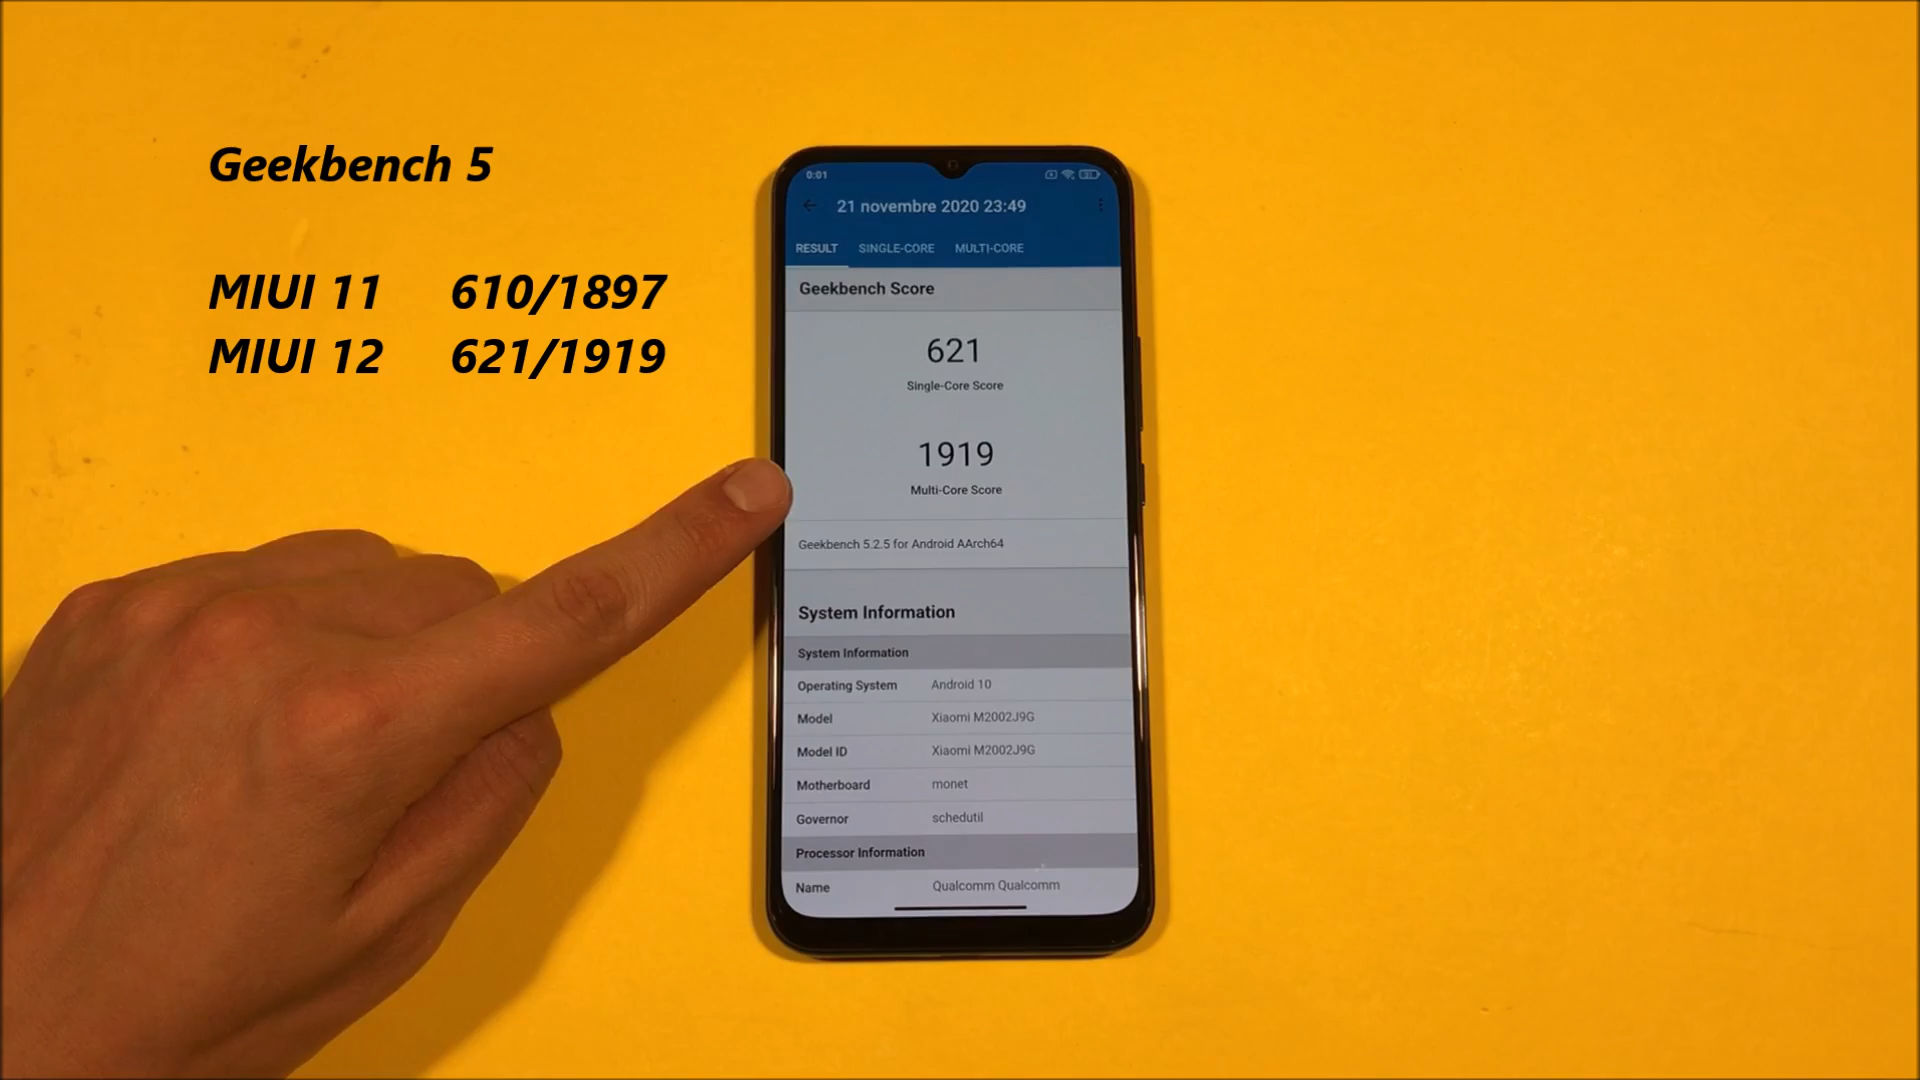 Geekbench 5
MIUI 11 610/1897
MIUI 12 621/1919
0:01
21 novembre 2020 23:49
RESULT SINGLE-CORE MULTI-CORE
Geekbench Score
621
Single-Core Score
1919
Multi-Core Score
Geekbench 5.2.5 for Android AArch64
System Information
System Information
Operating System Android 10
Model Xiaomi M2002J9G
Model ID Xiaomi M2002J9G
Motherboard monet
Governor schedutil
Processor Information
Name Qualcomm Qualcomm